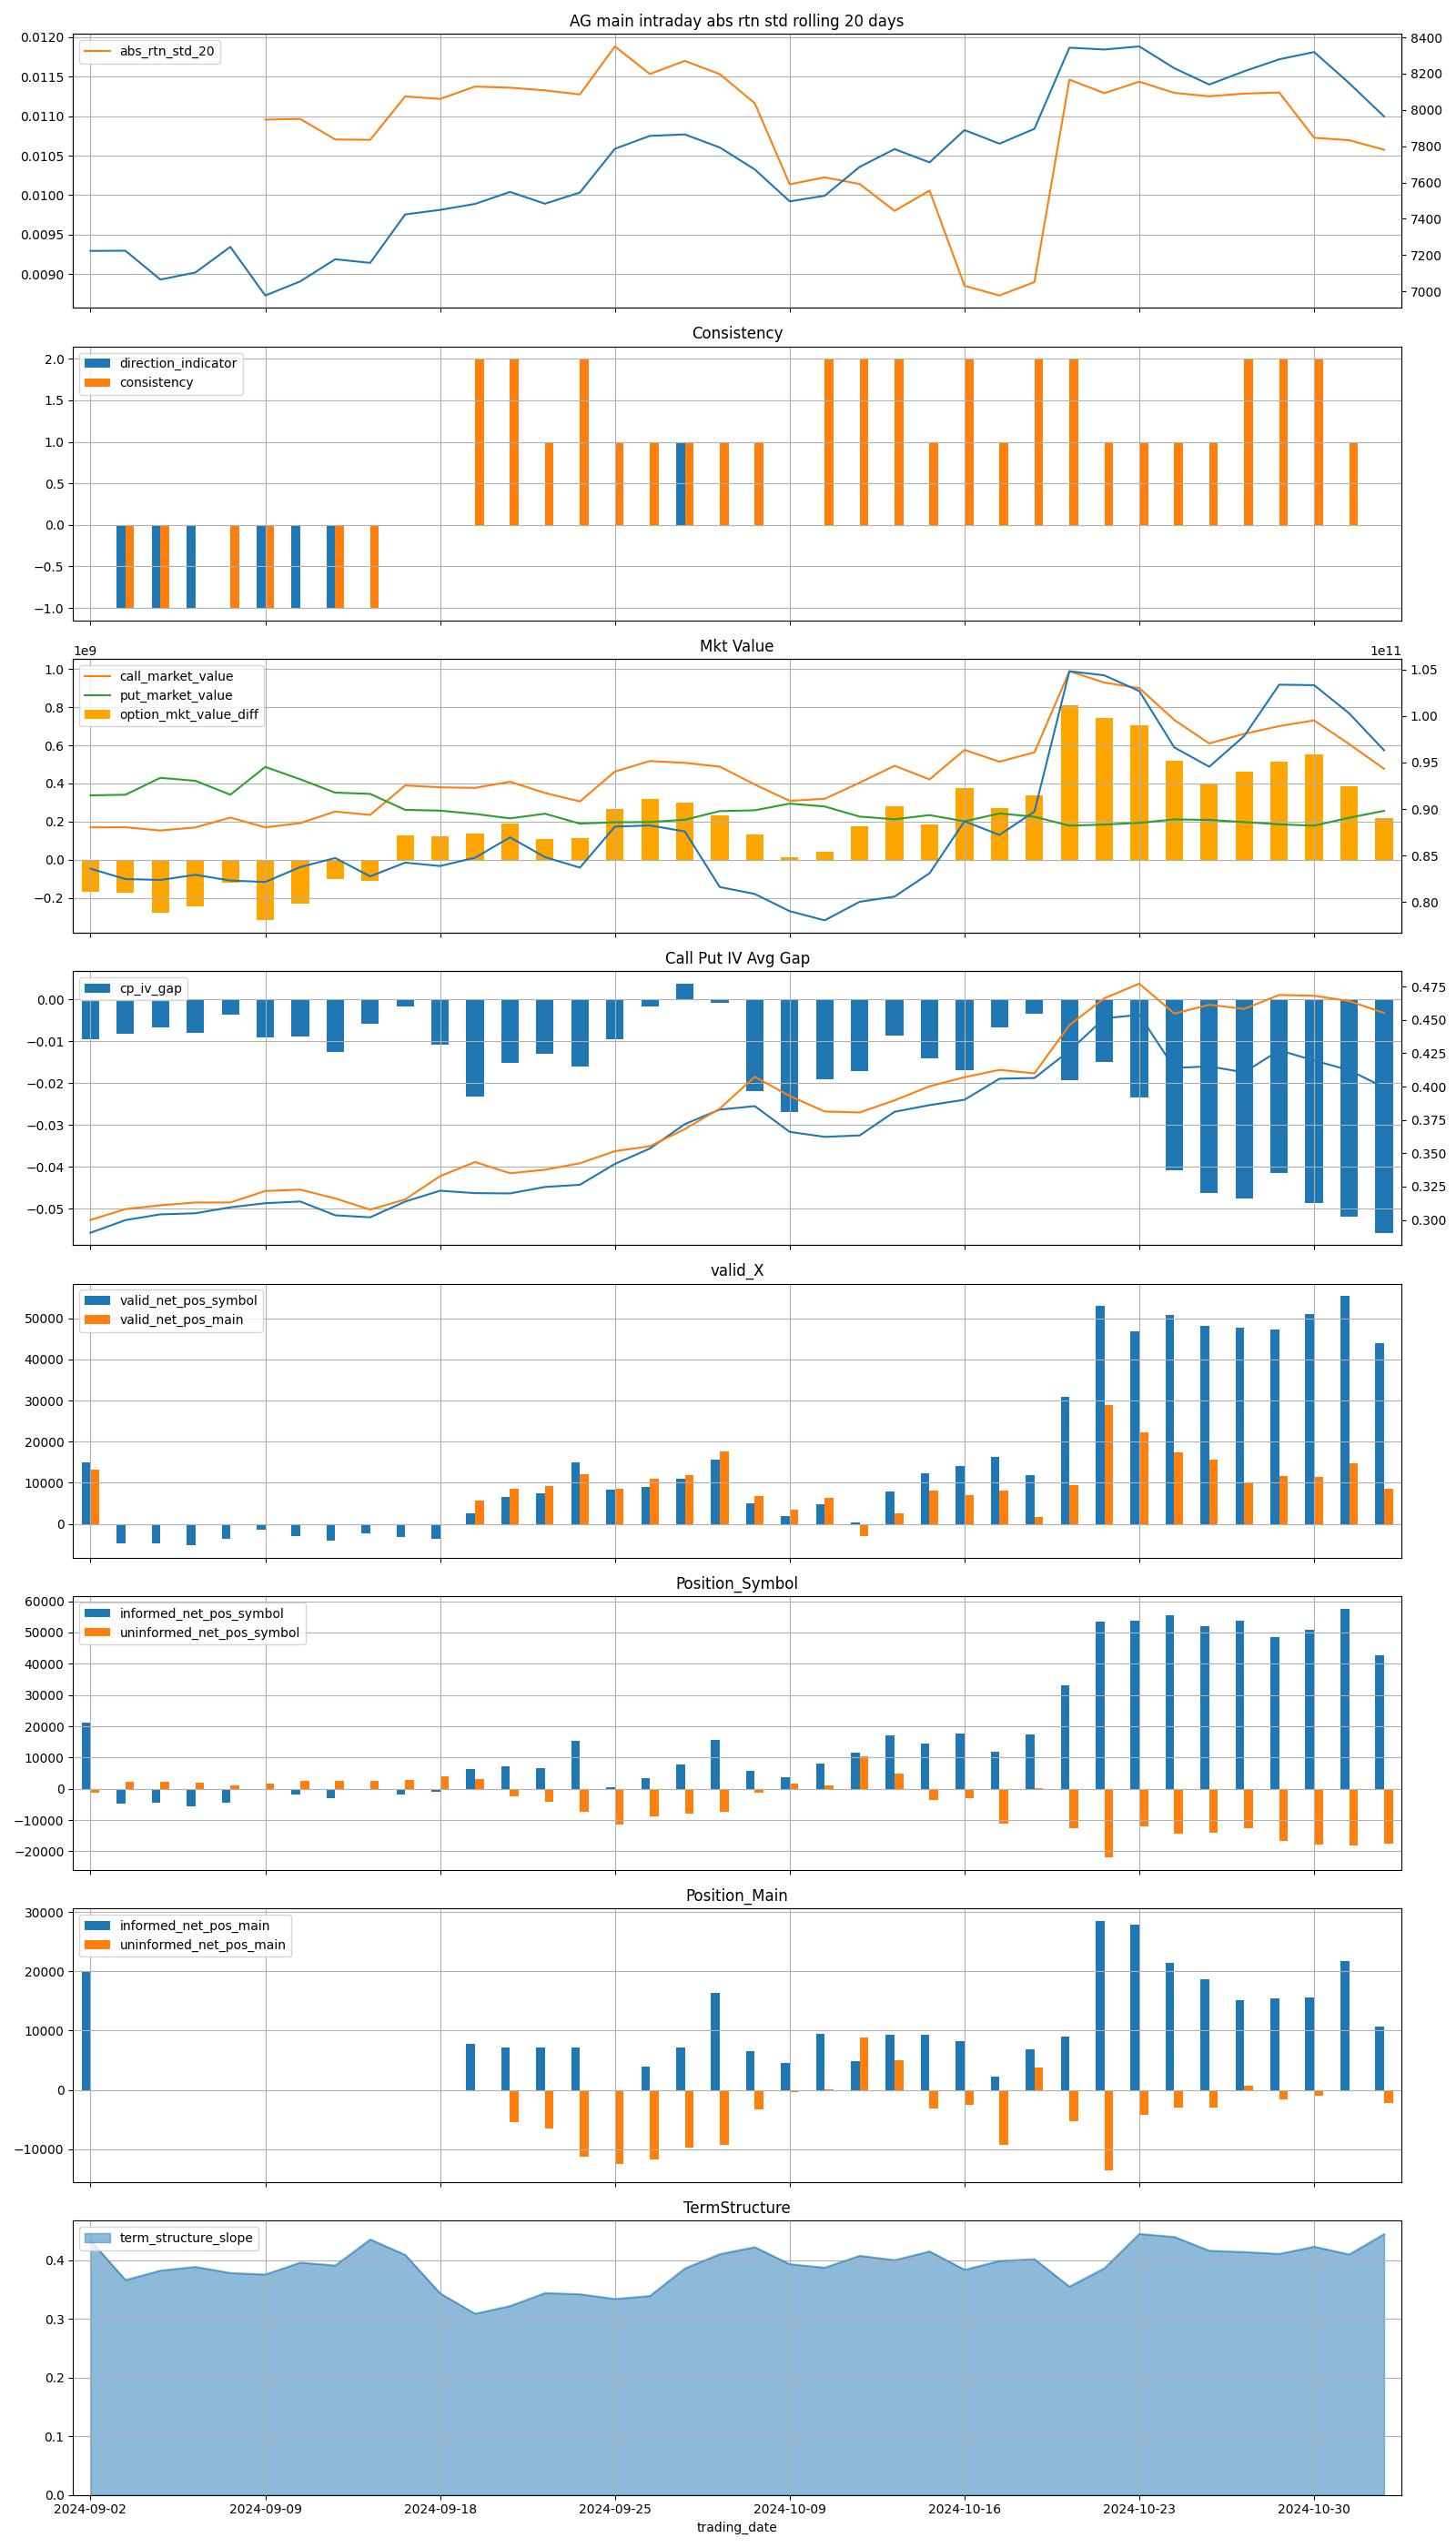 AG main intraday abs rtn std rolling 20 days
abs_rtn_std_20
0.0120
0.0115
0.0110
0.0105
0.0100
0.0095
0.0090
8400
8200
8000
7800
7600
7400
7200
7000
Consistency
direction_indicator
consistency
2.0
1.5
1.0
0.5
0.0
−0.5
−1.0
Mkt Value
1e9
1e11
call_market_value
put_market_value
option_mkt_value_diff
1.0
0.8
0.6
0.4
0.2
0.0
−0.2
1.05
1.00
0.95
0.90
0.85
0.80
Call Put IV Avg Gap
cp_iv_gap
0.00
−0.01
−0.02
−0.03
−0.04
−0.05
0.475
0.450
0.425
0.400
0.375
0.350
0.325
0.300
valid_X
valid_net_pos_symbol
valid_net_pos_main
50000
40000
30000
20000
10000
0
Position_Symbol
informed_net_pos_symbol
uninformed_net_pos_symbol
60000
50000
40000
30000
20000
10000
0
−10000
−20000
Position_Main
informed_net_pos_main
uninformed_net_pos_main
30000
20000
10000
0
−10000
TermStructure
term_structure_slope
0.4
0.3
0.2
0.1
0.0
2024-09-02 2024-09-09 2024-09-18 2024-09-25 2024-10-09 2024-10-16 2024-10-23 2024-10-30
trading_date